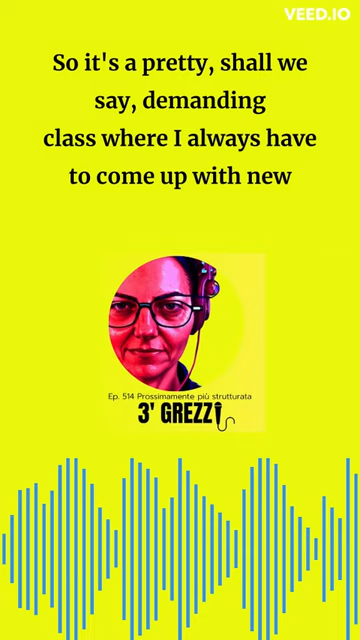 VEED.IO
So it's a pretty, shall we
say, demanding
class where I always have
to come up with new
Ep. 514 Prossimamente più strutturata
3' GREZZI